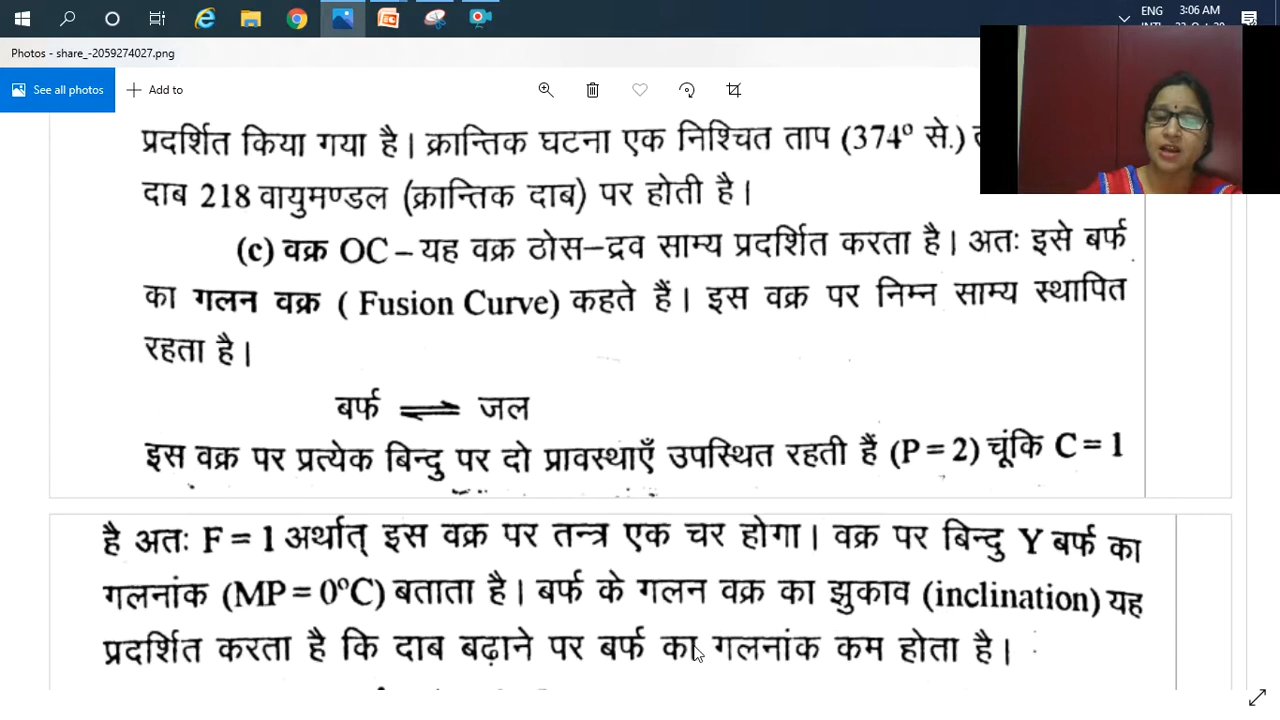 ENG
3:06 AM
Photos - share_-2059274027.png
See all photos
Add to
प्रदर्शित किया गया है। क्रान्तिक घटना एक निश्चित ताप (374° से.)
दाब 218 वायुमण्डल (क्रान्तिक दाब) पर होती है।
(c) वक्र OC – यह वक्र ठोस–द्रव साम्य प्रदर्शित करता है। अतः इसे बर्फ
का गलन वक्र ( Fusion Curve) कहते हैं। इस वक्र पर निम्न साम्य स्थापित
रहता है।
बर्फ ⇌ जल
इस वक्र पर प्रत्येक बिन्दु पर दो प्रावस्थाएँ उपस्थित रहती हैं (P = 2) चूंकि C = 1
है अतः F = 1 अर्थात् इस वक्र पर तन्त्र एक चर होगा। वक्र पर बिन्दु Y बर्फ का
गलनांक (MP = 0°C) बताता है। बर्फ के गलन वक्र का झुकाव (inclination) यह
प्रदर्शित करता है कि दाब बढ़ाने पर बर्फ का गलनांक कम होता है।